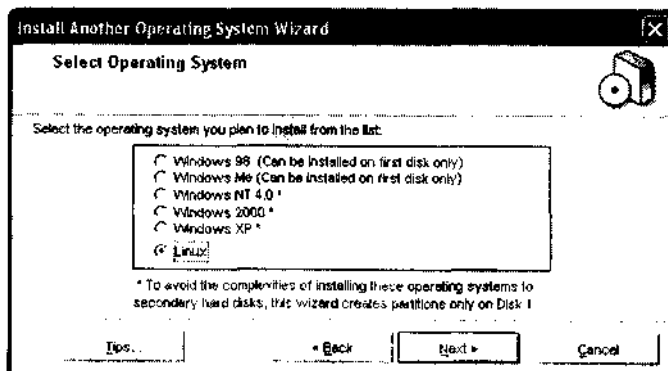 Install Another Operating System Wizard
Select Operating System
Select the operating system you plan to install from the list:
Windows 98 (Can be installed on first disk only)
Windows Me (Can be installed on first disk only)
Windows NT 4.0 *
Windows 2000 *
Windows XP *
Linux
* To avoid the complexities of installing these operating systems to
secondary hard disks, this wizard creates partitions only on Disk 1
Tips...
< Back
Next >
Cancel